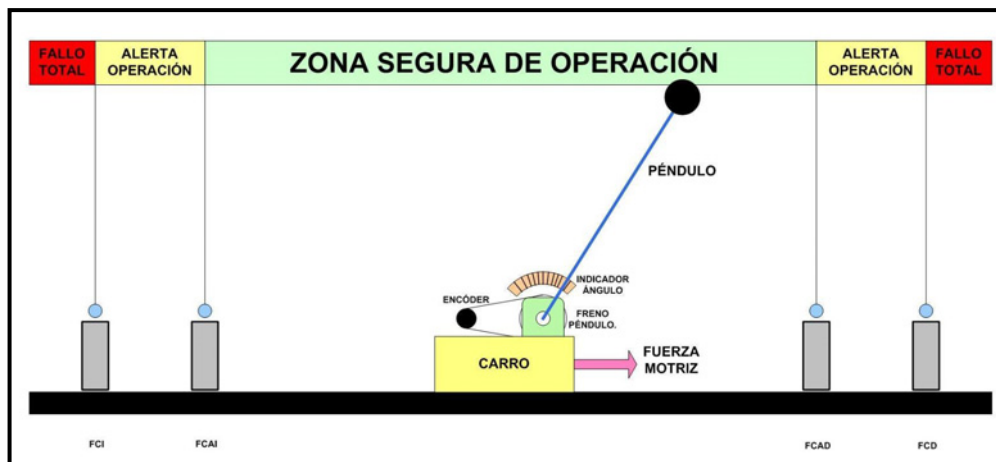 FALLO
TOTAL
ALERTA
OPERACIÓN
ZONA SEGURA DE OPERACIÓN
ALERTA
OPERACIÓN
FALLO
TOTAL
PÉNDULO
INDICADOR
ÁNGULO
ENCÓDER
FRENO
PÉNDULO.
CARRO
FUERZA
MOTRIZ
FCI
FCAI
FCAD
FCD